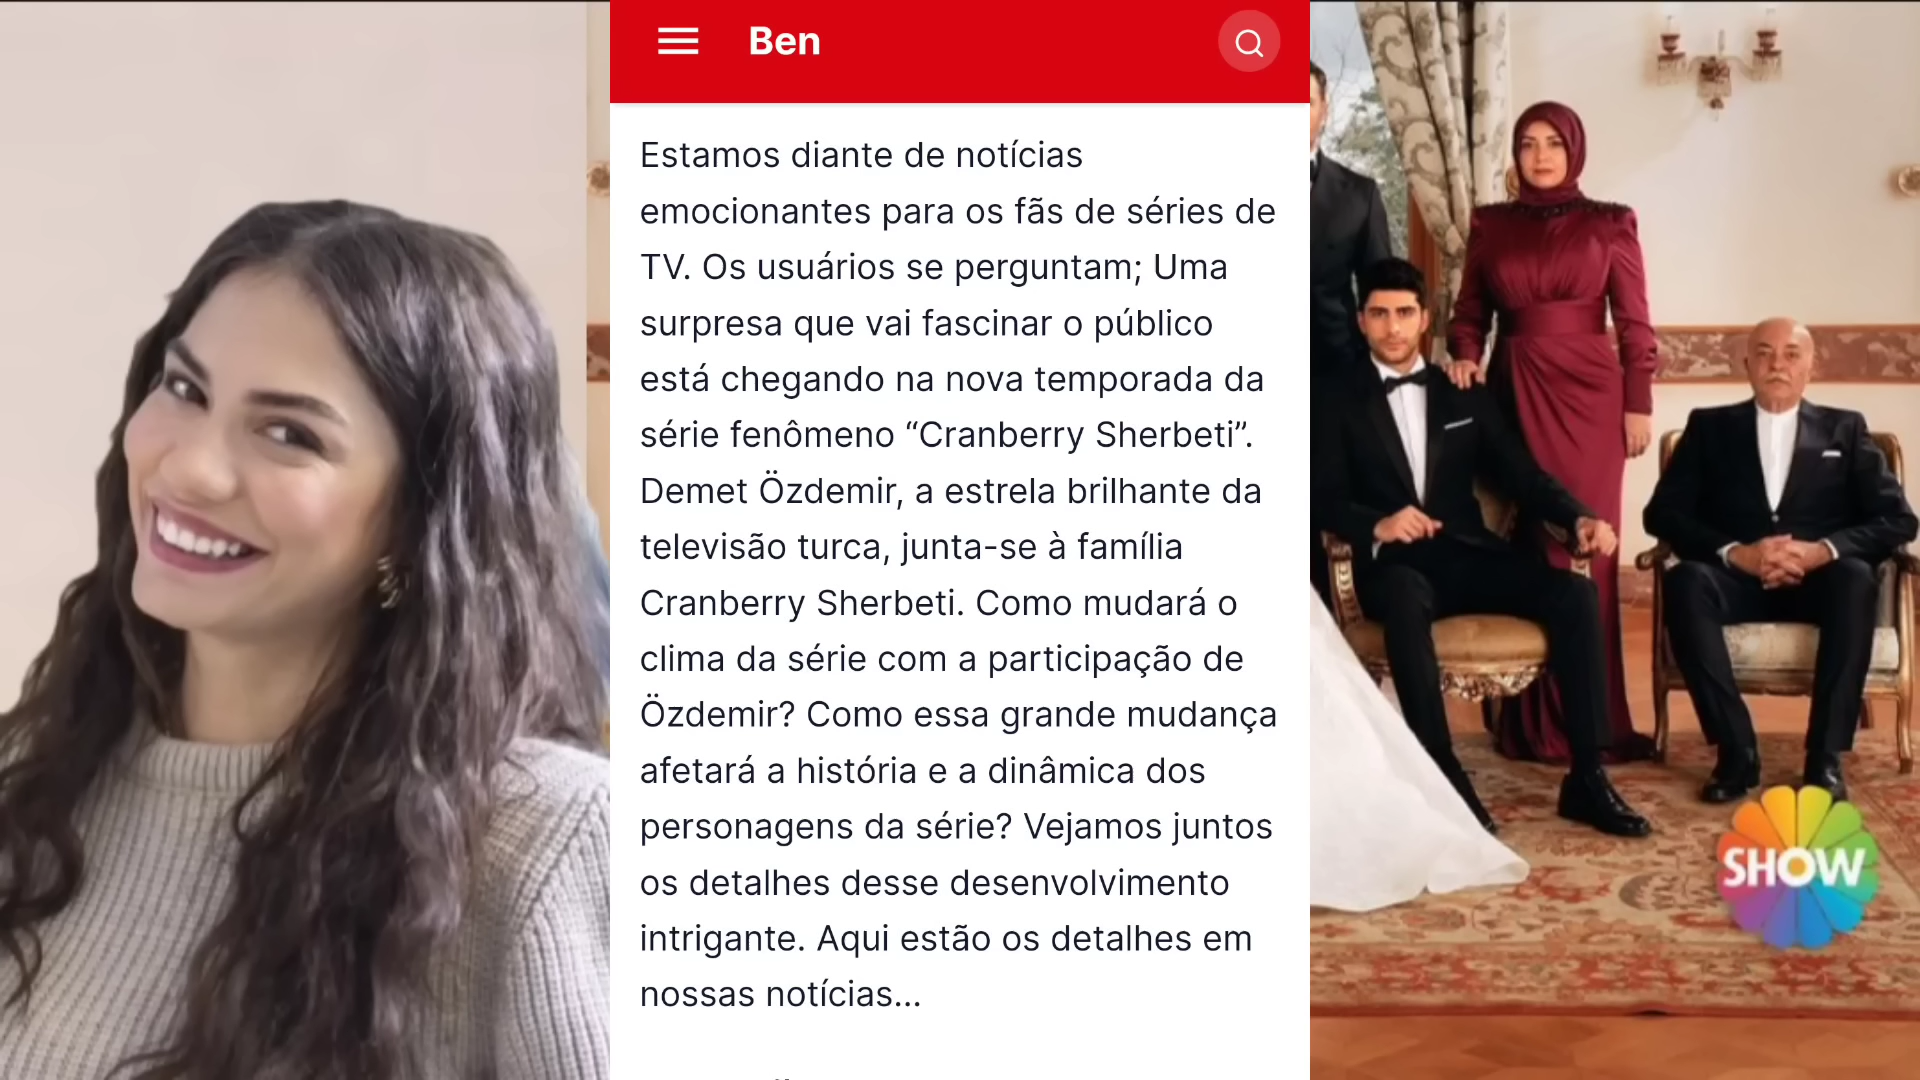 Ben
Estamos diante de notícias
emocionantes para os fãs de séries de
TV. Os usuários se perguntam; Uma
surpresa que vai fascinar o público
está chegando na nova temporada da
série fenômeno “Cranberry Sherbeti”.
Demet Özdemir, a estrela brilhante da
televisão turca, junta-se à família
Cranberry Sherbeti. Como mudará o
clima da série com a participação de
Özdemir? Como essa grande mudança
afetará a história e a dinâmica dos
personagens da série? Vejamos juntos
os detalhes desse desenvolvimento
intrigante. Aqui estão os detalhes em
nossas notícias...
SHOW